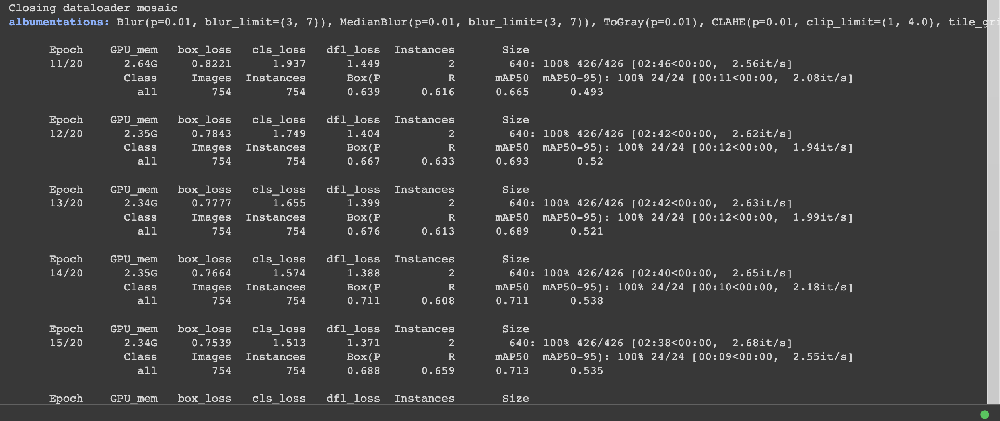 Closing dataloader mosaic
albumentations: Blur(p=0.01, blur_limit=(3, 7)), MedianBlur(p=0.01, blur_limit=(3, 7)), ToGray(p=0.01), CLAHE(p=0.01, clip_limit=(1, 4.0), tile_gri
Epoch GPU_mem box_loss cls_loss dfl_loss Instances Size
11/20 2.64G 0.8221 1.937 1.449 2 640: 100% 426/426 [02:46<00:00, 2.56it/s]
Class Images Instances Box(P R mAP50 mAP50-95): 100% 24/24 [00:11<00:00, 2.08it/s]
all 754 754 0.639 0.616 0.665 0.493
Epoch GPU_mem box_loss cls_loss dfl_loss Instances Size
12/20 2.35G 0.7843 1.749 1.404 2 640: 100% 426/426 [02:42<00:00, 2.62it/s]
Class Images Instances Box(P R mAP50 mAP50-95): 100% 24/24 [00:12<00:00, 1.94it/s]
all 754 754 0.667 0.633 0.693 0.52
Epoch GPU_mem box_loss cls_loss dfl_loss Instances Size
13/20 2.34G 0.7777 1.655 1.399 2 640: 100% 426/426 [02:42<00:00, 2.63it/s]
Class Images Instances Box(P R mAP50 mAP50-95): 100% 24/24 [00:12<00:00, 1.99it/s]
all 754 754 0.676 0.613 0.689 0.521
Epoch GPU_mem box_loss cls_loss dfl_loss Instances Size
14/20 2.35G 0.7664 1.574 1.388 2 640: 100% 426/426 [02:40<00:00, 2.65it/s]
Class Images Instances Box(P R mAP50 mAP50-95): 100% 24/24 [00:10<00:00, 2.18it/s]
all 754 754 0.711 0.608 0.711 0.538
Epoch GPU_mem box_loss cls_loss dfl_loss Instances Size
15/20 2.34G 0.7539 1.513 1.371 2 640: 100% 426/426 [02:38<00:00, 2.68it/s]
Class Images Instances Box(P R mAP50 mAP50-95): 100% 24/24 [00:09<00:00, 2.55it/s]
all 754 754 0.688 0.659 0.713 0.535
Epoch GPU_mem box_loss cls_loss dfl_loss Instances Size